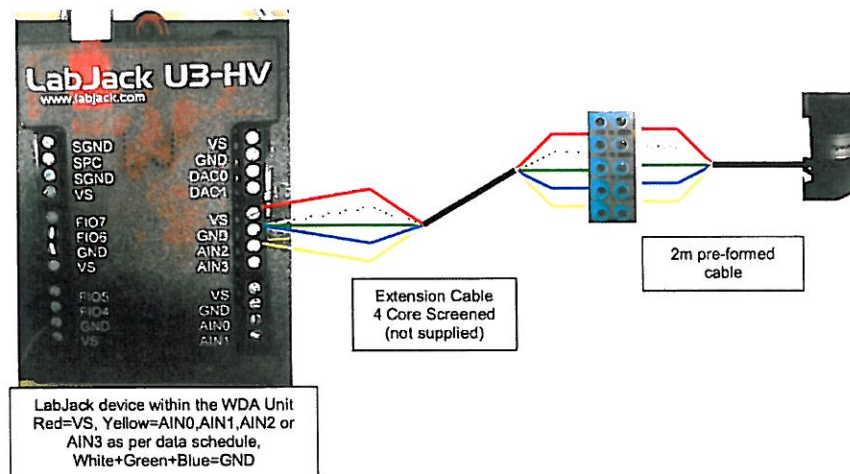 LabJack U3-HV
www.labjack.com
SGND
SPC
SGND
VS
FIO7
FIO6
GND
VS
FIO5
FIO4
GND
VS
VS
GND
DAC0
DAC1
VS
GND
AIN2
AIN3
VS
GND
AIN0
AIN1
Extension Cable
4 Core Screened
(not supplied)
2m pre-formed
cable
LabJack device within the WDA Unit
Red=VS, Yellow=AIN0,AIN1,AIN2 or
AIN3 as per data schedule,
White+Green+Blue=GND